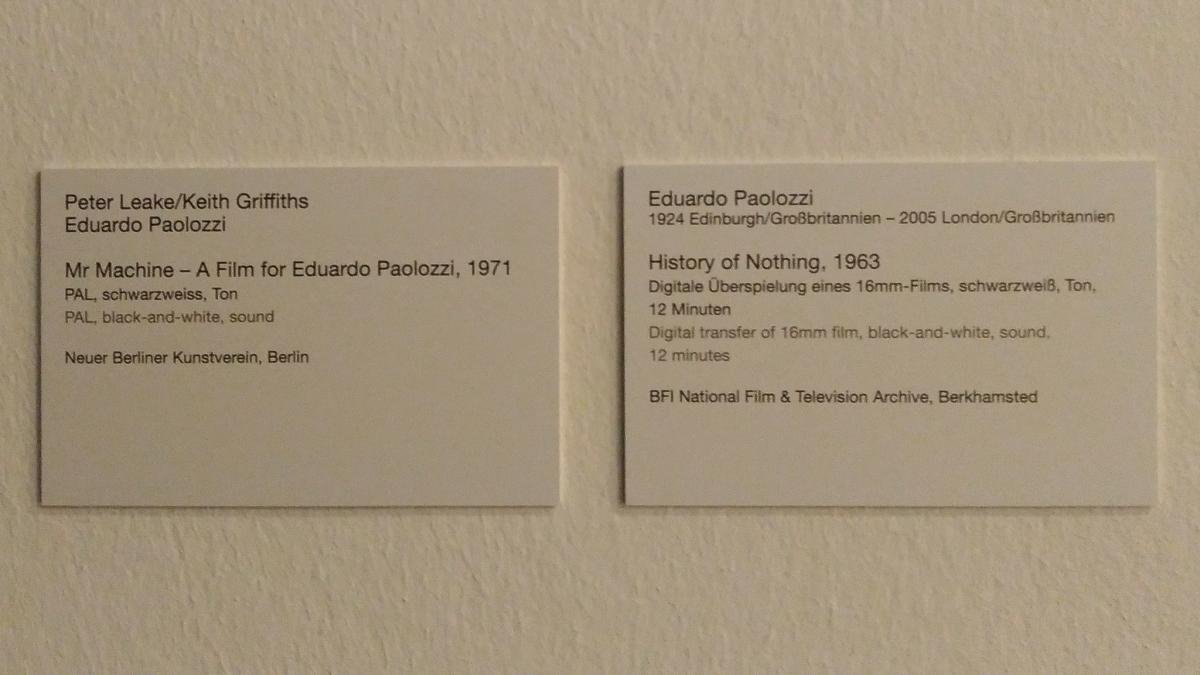 Peter Leake/Keith Griffiths
Eduardo Paolozzi
Mr Machine – A Film for Eduardo Paolozzi, 1971
PAL, schwarzweiss, Ton
PAL, black-and-white, sound
Neuer Berliner Kunstverein, Berlin
Eduardo Paolozzi
1924 Edinburgh/Großbritannien – 2005 London/Großbritannien
History of Nothing, 1963
Digitale Überspielung eines 16mm-Films, schwarzweiß, Ton,
12 Minuten
Digital transfer of 16mm film, black-and-white, sound,
12 minutes
BFI National Film & Television Archive, Berkhamsted